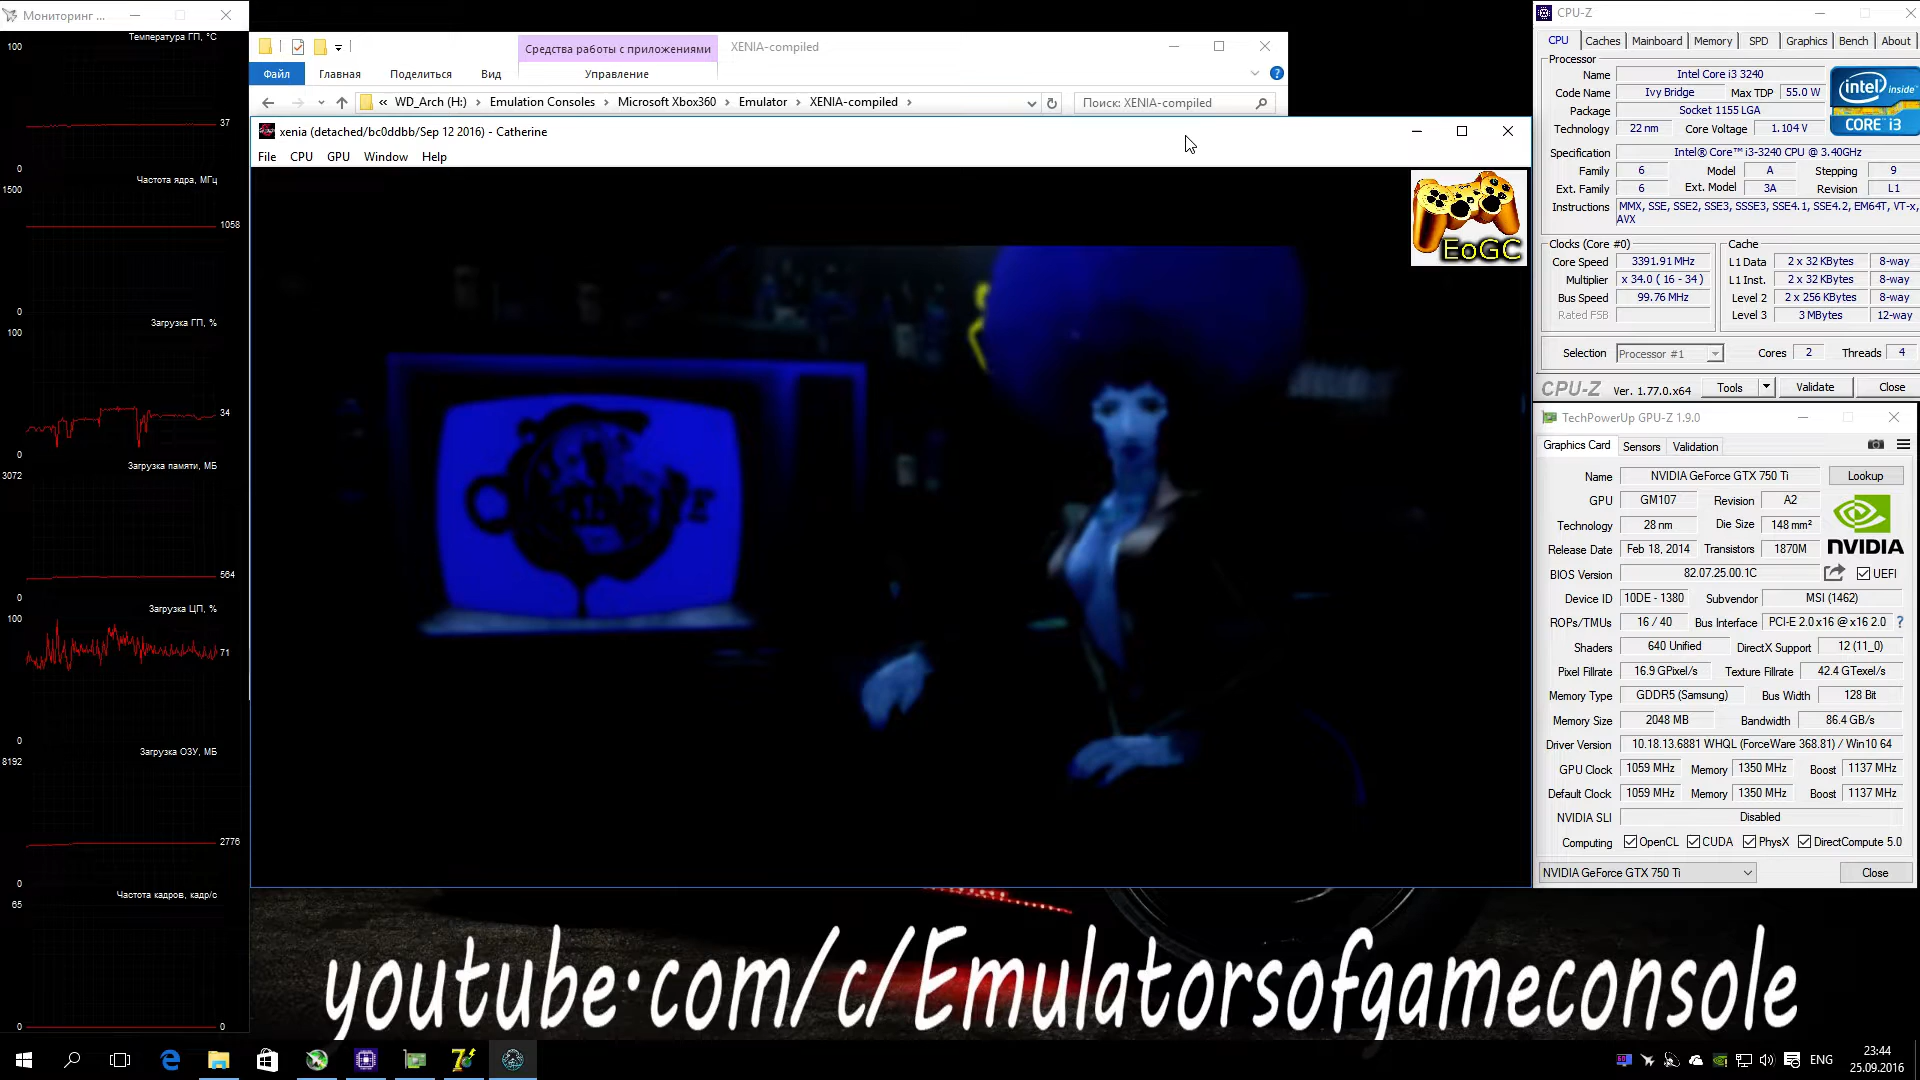 Мониторинг ...
Температура ГП, °C
100
37
0
Частота ядра, МГц
1500
1058
0
Загрузка ГП, %
100
34
0
Загрузка памяти, МБ
3072
564
0
Загрузка ЦП, %
100
71
0
Загрузка ОЗУ, МБ
8192
2776
0
Частота кадров, кадр/с
65
0
0
Средства работы с приложениями
XENIA-compiled
Файл
Главная
Поделиться
Вид
Управление
« WD_Arch (H:) > Emulation Consoles > Microsoft Xbox360 > Emulator > XENIA-compiled >
Поиск: XENIA-compiled
xenia (detached/bc0ddbb/Sep 12 2016) - Catherine
File CPU GPU Window Help
EoGC
CPU-Z
CPU Caches Mainboard Memory SPD Graphics Bench About
Processor
Name Intel Core i3 3240
Code Name Ivy Bridge Max TDP 55.0 W
Package Socket 1155 LGA
Technology 22 nm Core Voltage 1.104 V
intel inside
CORE i3
Specification Intel® Core™ i3-3240 CPU @ 3.40GHz
Family 6 Model A Stepping 9
Ext. Family 6 Ext. Model 3A Revision L1
Instructions MMX, SSE, SSE2, SSE3, SSSE3, SSE4.1, SSE4.2, EM64T, VT-x,
AVX
Clocks (Core #0)
Core Speed 3391.91 MHz
Multiplier x 34.0 ( 16 - 34 )
Bus Speed 99.76 MHz
Rated FSB
Cache
L1 Data 2 x 32 KBytes 8-way
L1 Inst. 2 x 32 KBytes 8-way
Level 2 2 x 256 KBytes 8-way
Level 3 3 MBytes 12-way
Selection Processor #1 Cores 2 Threads 4
CPU-Z Ver. 1.77.0.x64 Tools Validate Close
TechPowerUp GPU-Z 1.9.0
Graphics Card Sensors Validation
Name NVIDIA GeForce GTX 750 Ti Lookup
GPU GM107 Revision A2
Technology 28 nm Die Size 148 mm²
Release Date Feb 18, 2014 Transistors 1870M
NVIDIA
BIOS Version 82.07.25.00.1C UEFI
Device ID 10DE - 1380 Subvendor MSI (1462)
ROPs/TMUs 16 / 40 Bus Interface PCI-E 2.0 x16 @ x16 2.0 ?
Shaders 640 Unified DirectX Support 12 (11_0)
Pixel Fillrate 16.9 GPixel/s Texture Fillrate 42.4 GTexel/s
Memory Type GDDR5 (Samsung) Bus Width 128 Bit
Memory Size 2048 MB Bandwidth 86.4 GB/s
Driver Version 10.18.13.6881 WHQL (ForceWare 368.81) / Win10 64
GPU Clock 1059 MHz Memory 1350 MHz Boost 1137 MHz
Default Clock 1059 MHz Memory 1350 MHz Boost 1137 MHz
NVIDIA SLI Disabled
Computing OpenCL CUDA PhysX DirectCompute 5.0
NVIDIA GeForce GTX 750 Ti Close
youtube.com/c/Emulatorsofgameconsole
ENG
23:44
25.09.2016